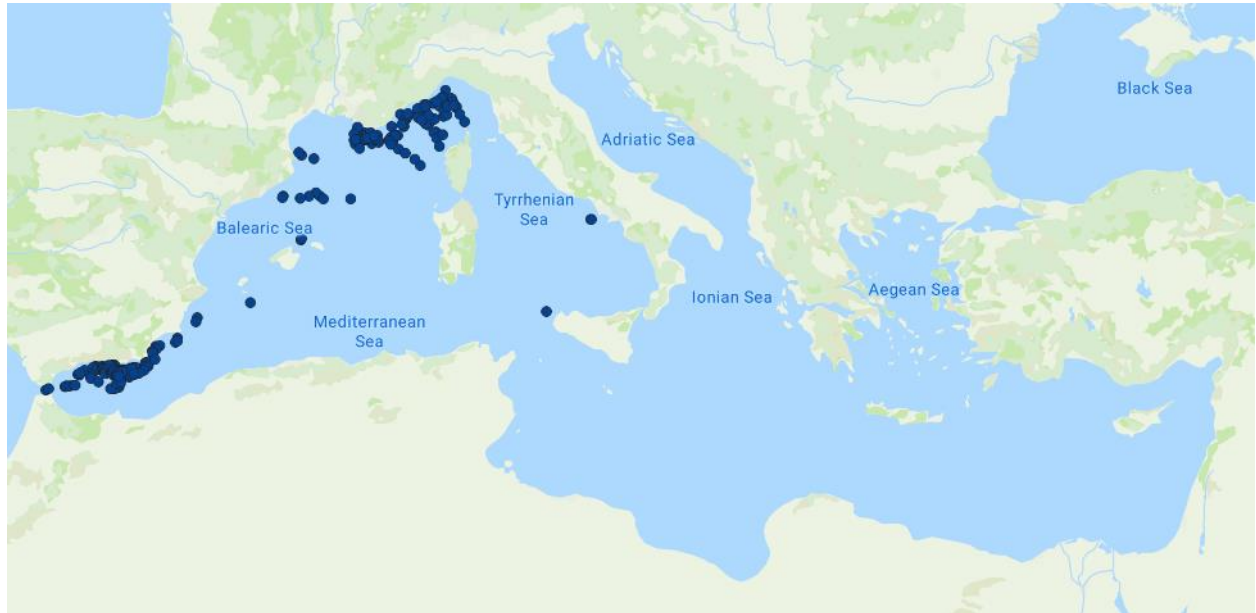 Black Sea
Adriatic Sea
Tyrrhenian
Sea
Balearic Sea
Aegean Sea
Ionian Sea
Mediterranean
Sea